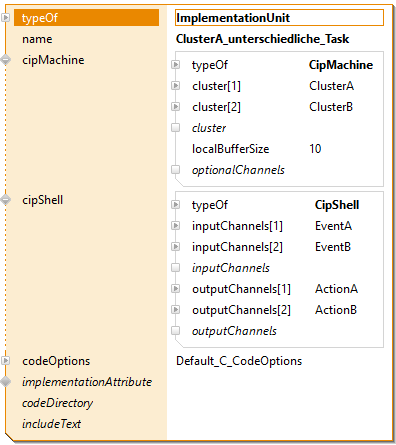 typeOf ImplementationUnit
name ClusterA_unterschiedliche_Task
cipMachine
typeOf CipMachine
cluster[1] ClusterA
cluster[2] ClusterB
cluster
localBufferSize 10
optionalChannels
cipShell
typeOf CipShell
inputChannels[1] EventA
inputChannels[2] EventB
inputChannels
outputChannels[1] ActionA
outputChannels[2] ActionB
outputChannels
codeOptions Default_C_CodeOptions
implementationAttribute
codeDirectory
includeText